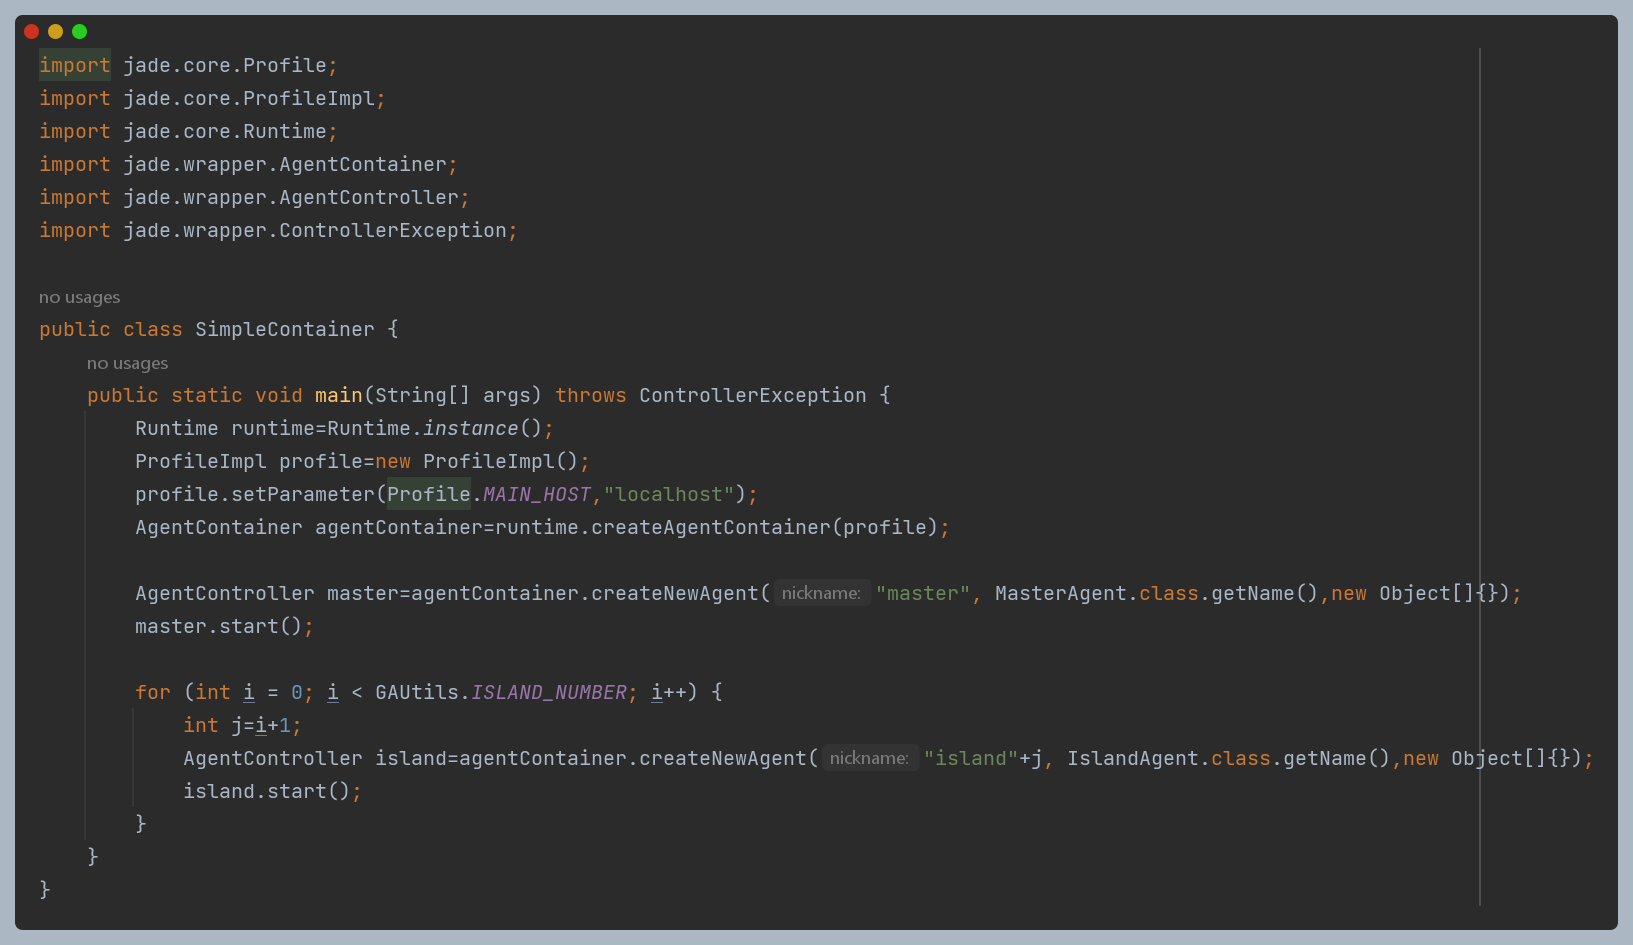 import jade.core.Profile;
import jade.core.ProfileImpl;
import jade.core.Runtime;
import jade.wrapper.AgentContainer;
import jade.wrapper.AgentController;
import jade.wrapper.ControllerException;
no usages
public class SimpleContainer {
no usages
public static void main(String[] args) throws ControllerException {
Runtime runtime=Runtime.instance();
ProfileImpl profile=new ProfileImpl();
profile.setParameter(Profile.MAIN_HOST,"localhost");
AgentContainer agentContainer=runtime.createAgentContainer(profile);
AgentController master=agentContainer.createNewAgent( nickname: "master", MasterAgent.class.getName(),new Object[]{});
master.start();
for (int i = 0; i < GAUtils.ISLAND_NUMBER; i++) {
int j=i+1;
AgentController island=agentContainer.createNewAgent( nickname: "island"+j, IslandAgent.class.getName(),new Object[]{});
island.start();
}
}
}